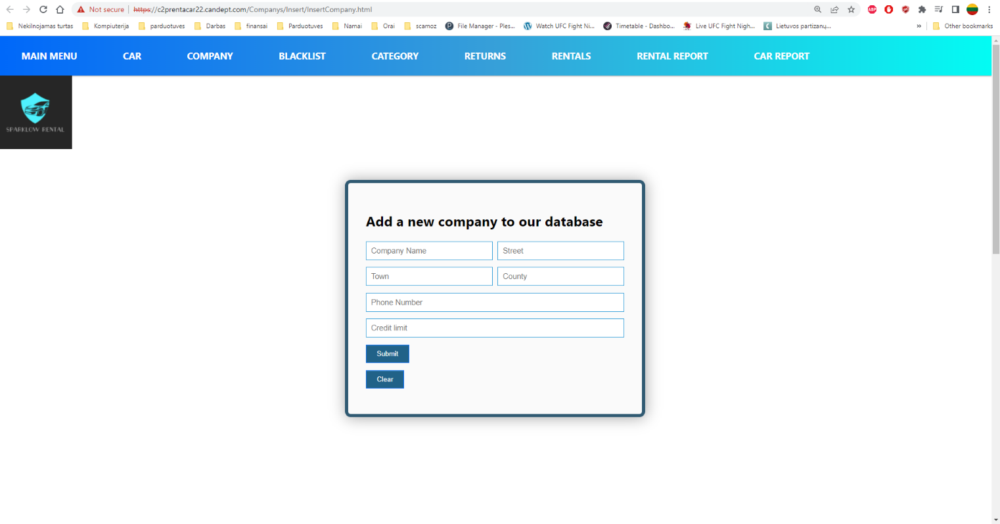 Not secure | https://c2prentacar22.candept.com/Companys/Insert/InsertCompany.html
ABP
Nekilnojamas turtas Kompiuterija parduotuves Darbas finansai Parduotuves Namai Orai scamoz File Manager - Ples... Watch UFC Fight Ni... Timetable - Dashbo... Live UFC Fight Nigh... Lietuvos partizanų... » Other bookmarks
MAIN MENU CAR COMPANY BLACKLIST CATEGORY RETURNS RENTALS RENTAL REPORT CAR REPORT
SPARKLOW RENTAL
Add a new company to our database
Company Name Street
Town County
Phone Number
Credit limit
Submit
Clear